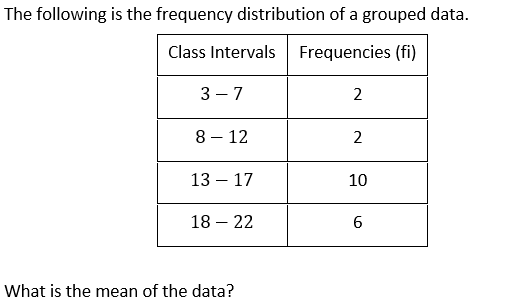 The following is the frequency distribution of a grouped data.
Class Intervals Frequencies (fi)
3 – 7 2
8 – 12 2
13 – 17 10
18 – 22 6
What is the mean of the data?